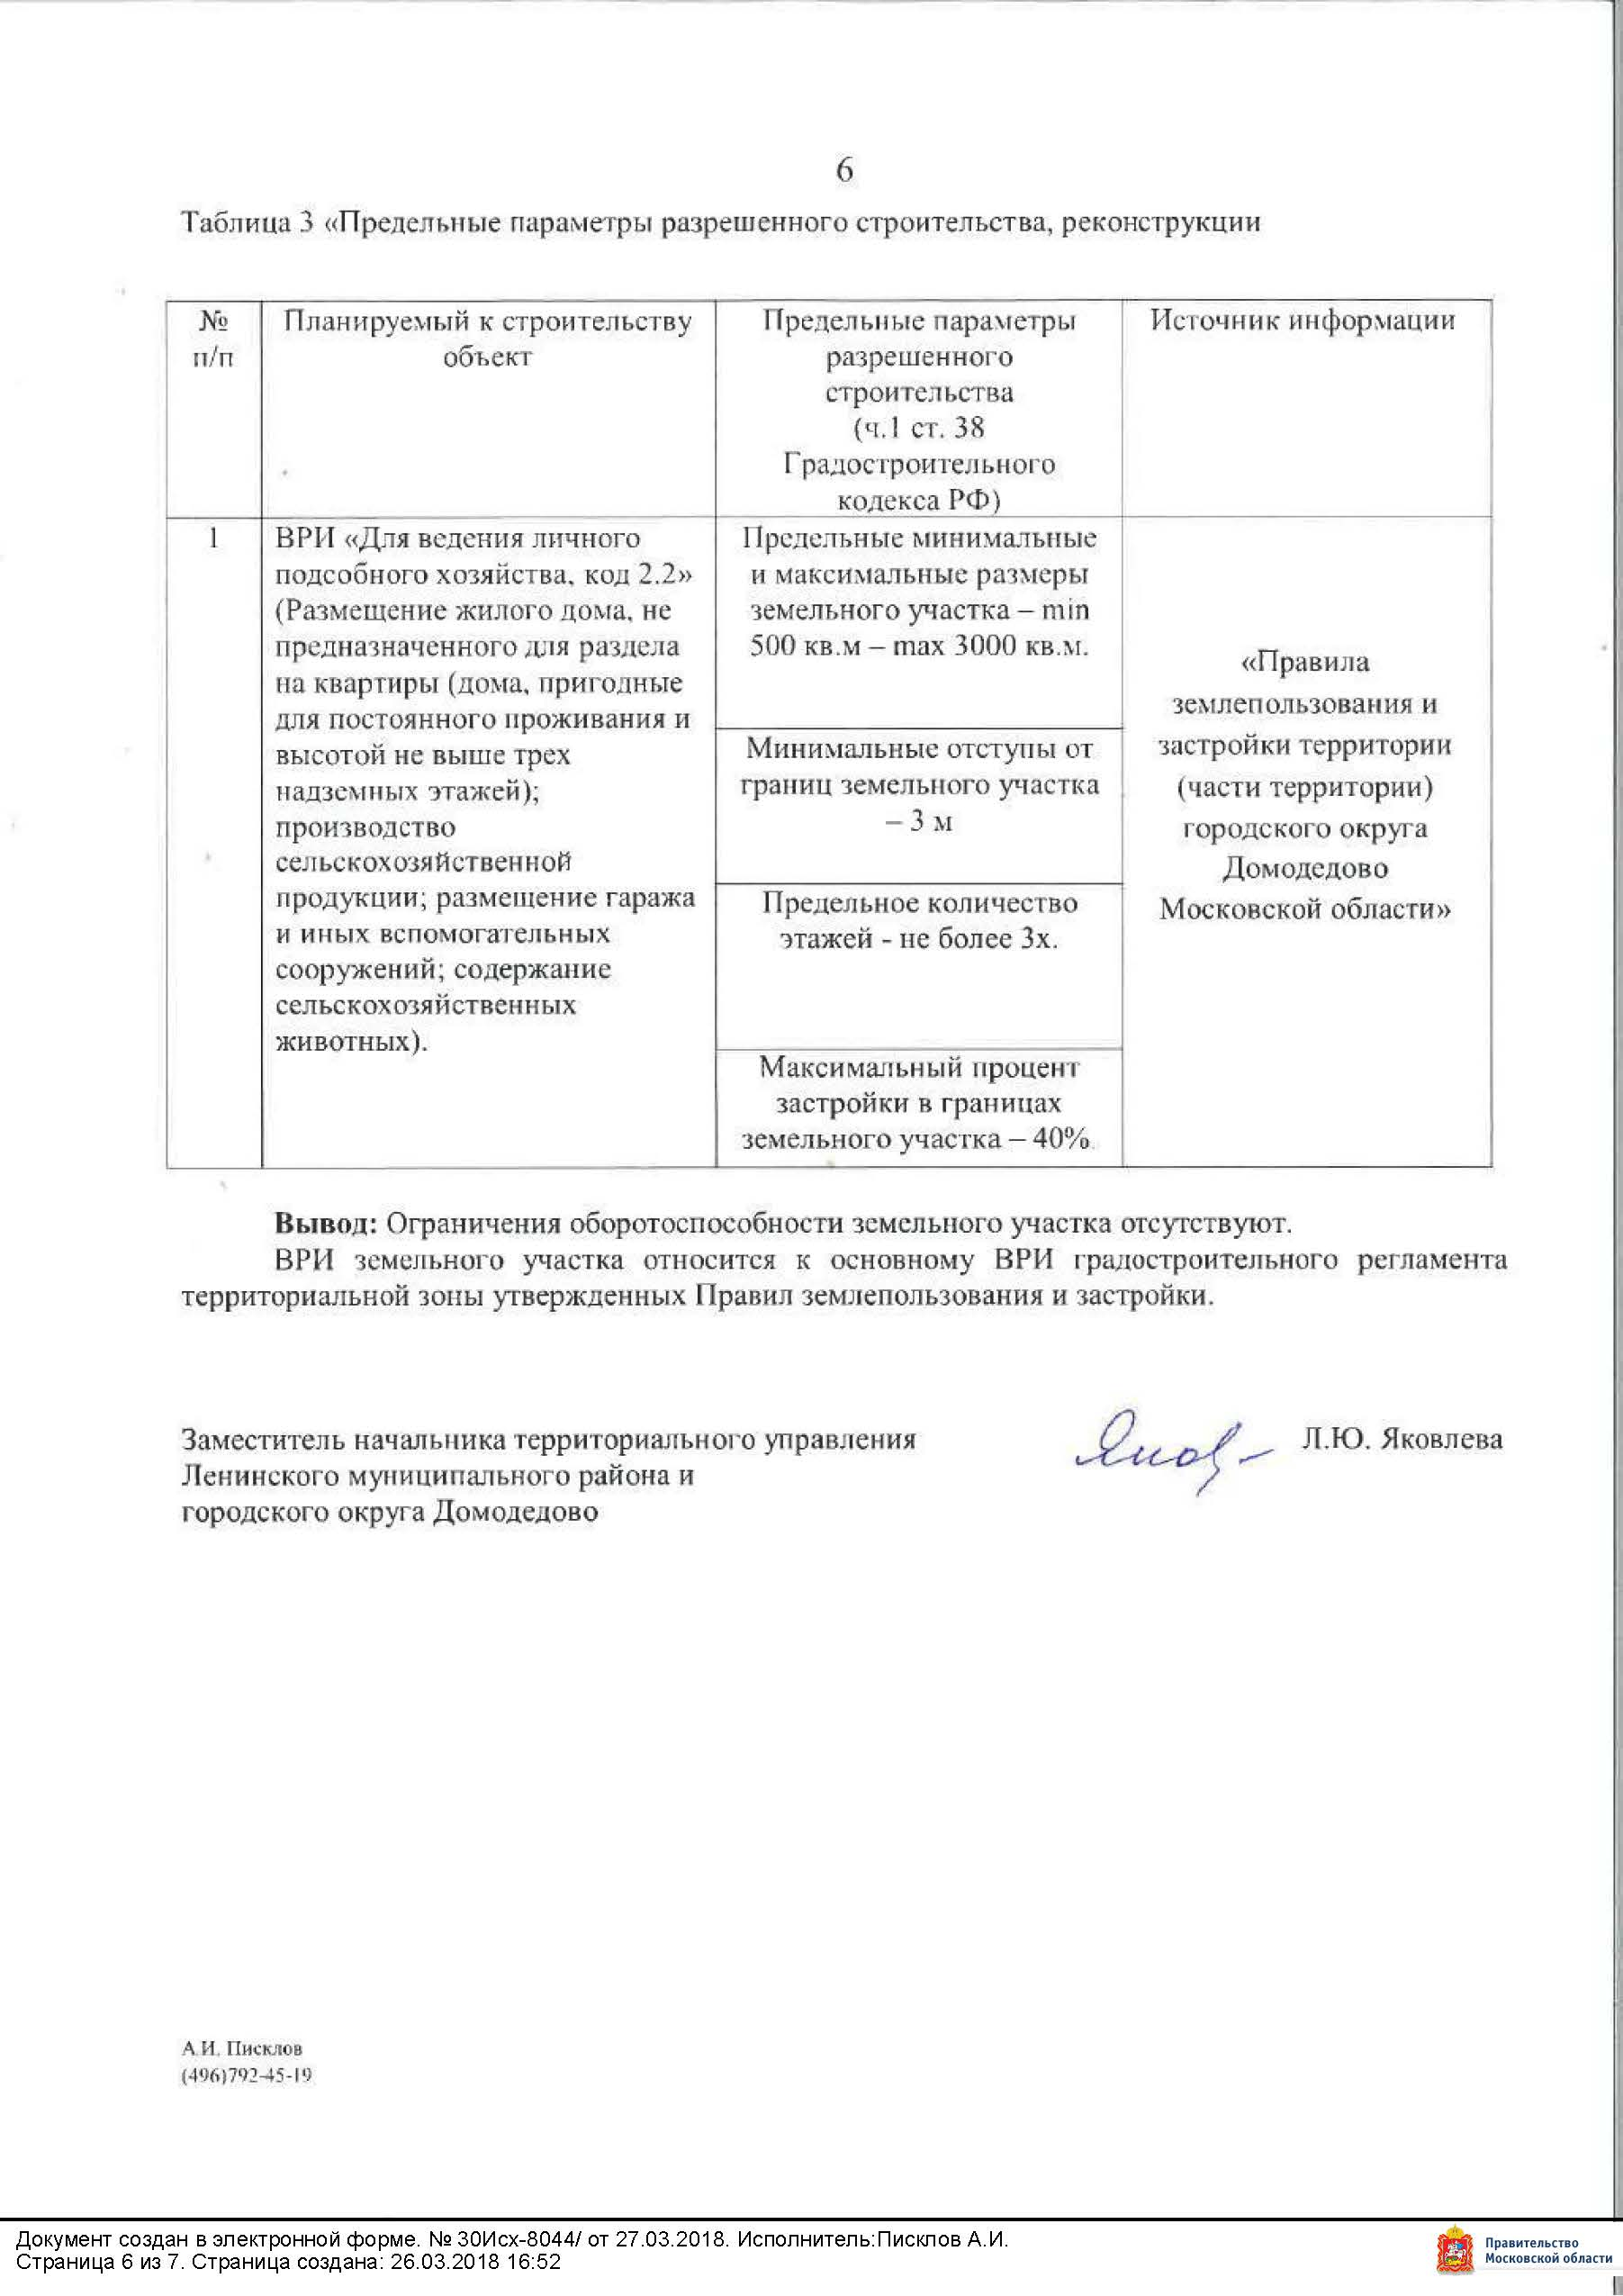 6
Таблица 3 «Предельные параметры разрешенного строительства, реконструкции
№
п/п
Планируемый к строительству
объект
Предельные параметры
разрешенного
строительства
(ч.1 ст. 38
Градостроительного
кодекса РФ)
Источник информации
1
ВРИ «Для ведения личного
подсобного хозяйства, код 2.2»
(Размещение жилого дома, не
предназначенного для раздела
на квартиры (дома, пригодные
для постоянного проживания и
высотой не выше трех
надземных этажей);
производство
сельскохозяйственной
продукции; размещение гаража
и иных вспомогательных
сооружений; содержание
сельскохозяйственных
животных).
Предельные минимальные
и максимальные размеры
земельного участка – min
500 кв.м – max 3000 кв.м.
Минимальные отступы от
границ земельного участка
– 3 м
Предельное количество
этажей - не более 3х.
Максимальный процент
застройки в границах
земельного участка – 40%.
«Правила
землепользования и
застройки территории
(части территории)
городского округа
Домодедово
Московской области»
Вывод: Ограничения оборотоспособности земельного участка отсутствуют.
ВРИ земельного участка относится к основному ВРИ градостроительного регламента
территориальной зоны утвержденных Правил землепользования и застройки.
Заместитель начальника территориального управления
Ленинского муниципального района и
городского округа Домодедово
Л.Ю. Яковлева
А.И. Писклов
(496)792-45-19
Документ создан в электронной форме. № 30Исх-8044/ от 27.03.2018. Исполнитель:Писклов А.И.
Страница 6 из 7. Страница создана: 26.03.2018 16:52
Правительство
Московской области